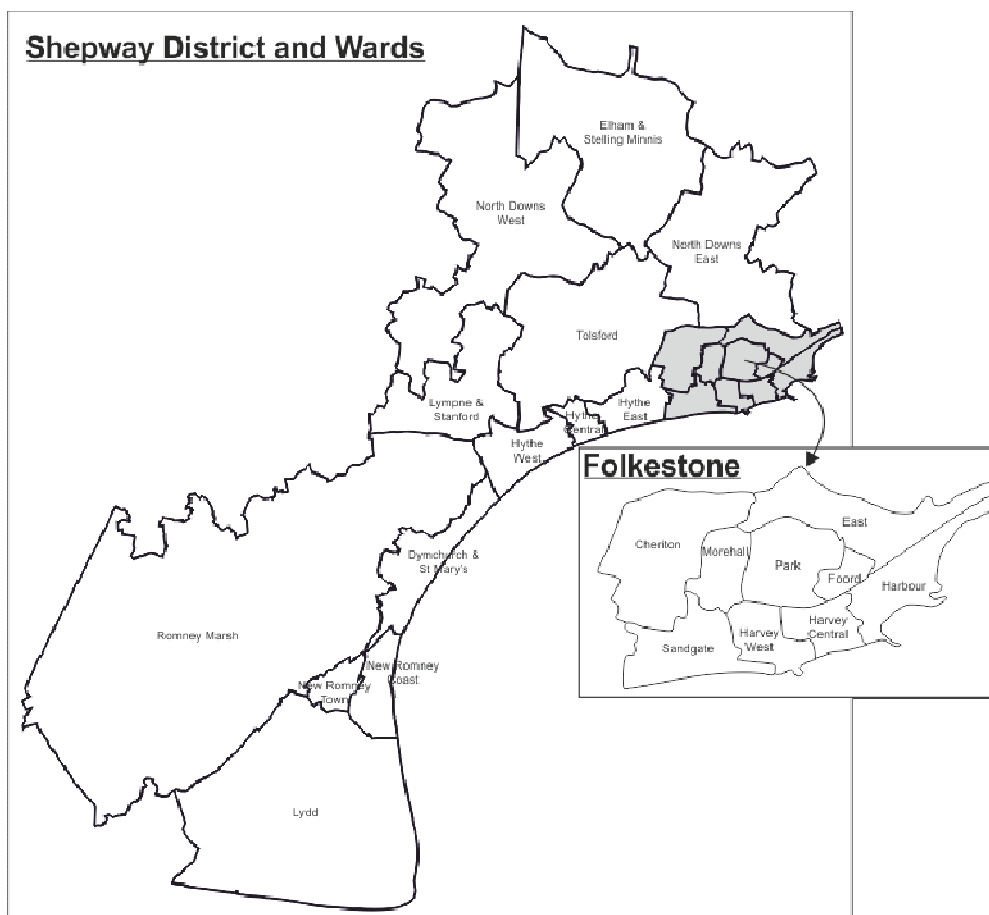 Shepway District and Wards
Elham &
Stelling Minnis
North Downs
West
North Downs
East
Tolsford
Lympne &
Stanford
Hythe
East
Hythe
Central
Hythe
West
Folkestone
East
Cheriton
Morehal
Park
Foord
Harbour
Harvey
Central
Harvey
West
Sandgate
Dymchurch &
St Mary's
Romney Marsh
New Romney
Coast
New Romney
Town
Lydd